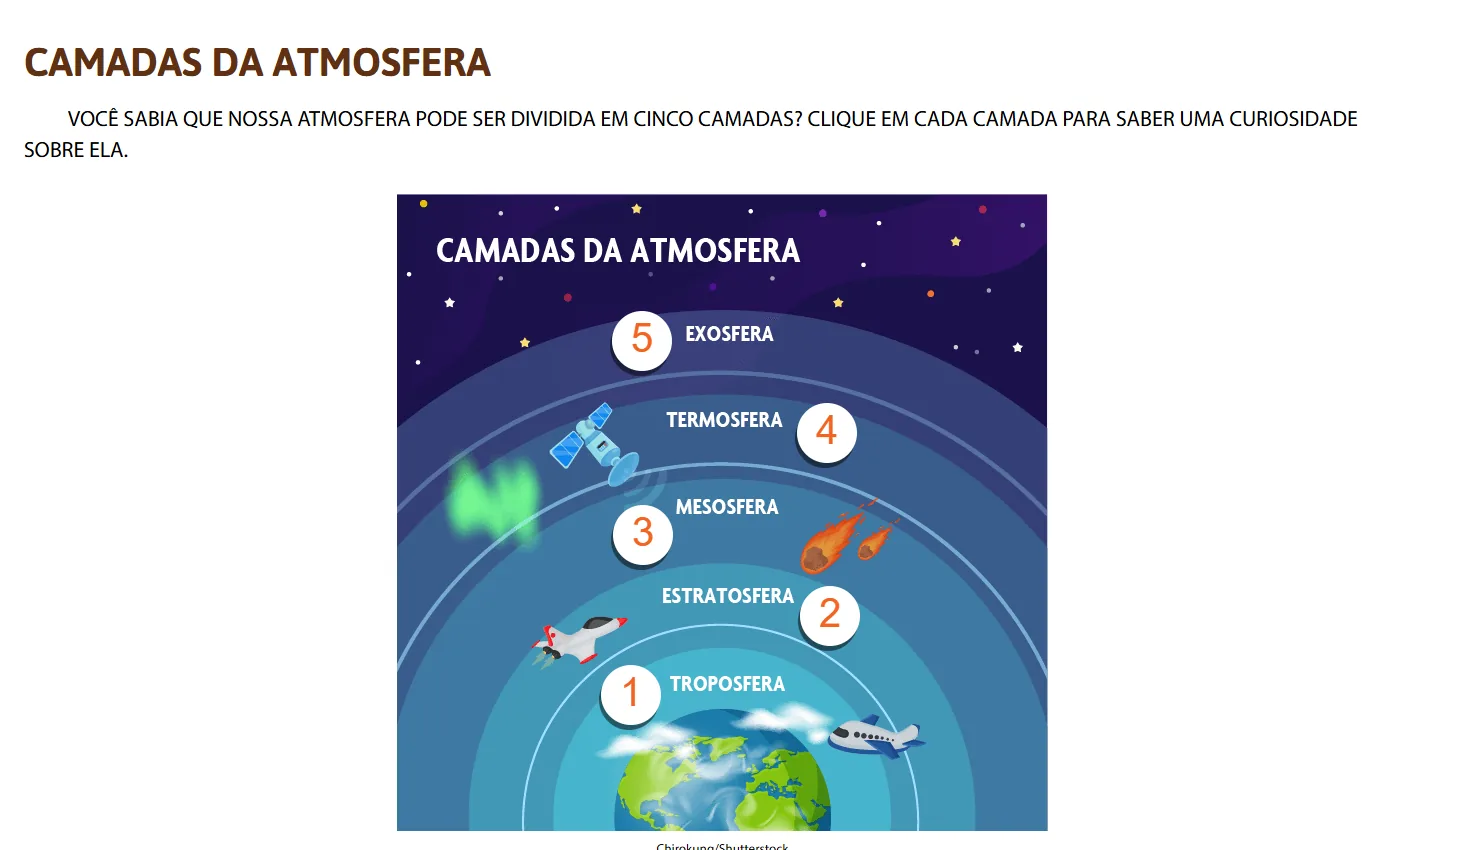 CAMADAS DA ATMOSFERA
VOCÊ SABIA QUE NOSSA ATMOSFERA PODE SER DIVIDIDA EM CINCO CAMADAS? CLIQUE EM CADA CAMADA PARA SABER UMA CURIOSIDADE
SOBRE ELA.
CAMADAS DA ATMOSFERA
5 EXOSFERA
TERMOSFERA 4
MESOSFERA
3
ESTRATOSFERA 2
1 TROPOSFERA
Chirokung/Shutterstock